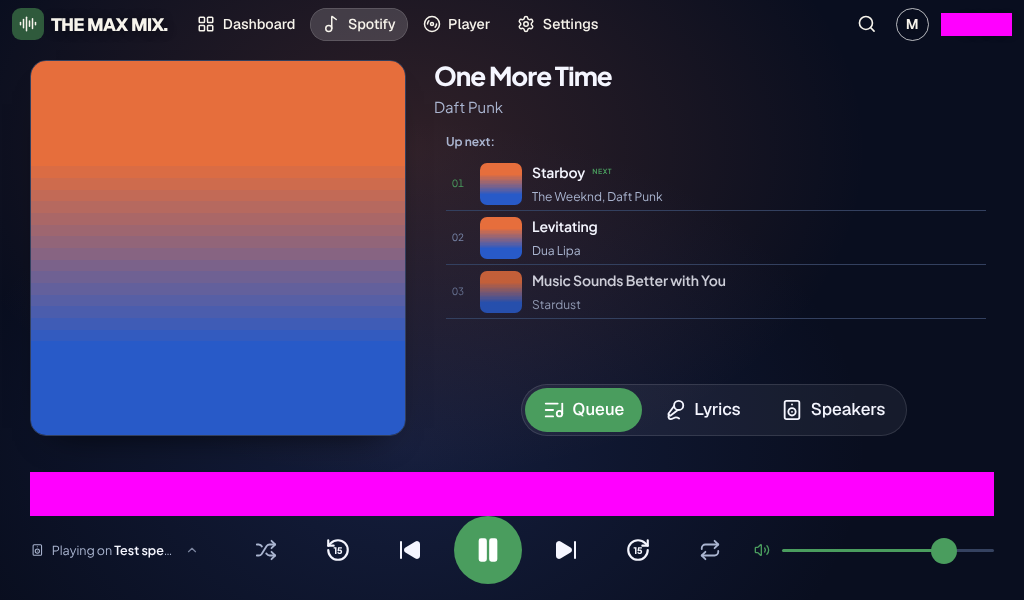 THE MAX MIX.
Dashboard
Spotify
Player
Settings
M
One More Time
Daft Punk
Up next:
01
Starboy NEXT
The Weeknd, Daft Punk
02
Levitating
Dua Lipa
03
Music Sounds Better with You
Stardust
Queue
Lyrics
Speakers
Playing on Test spe...
15
15